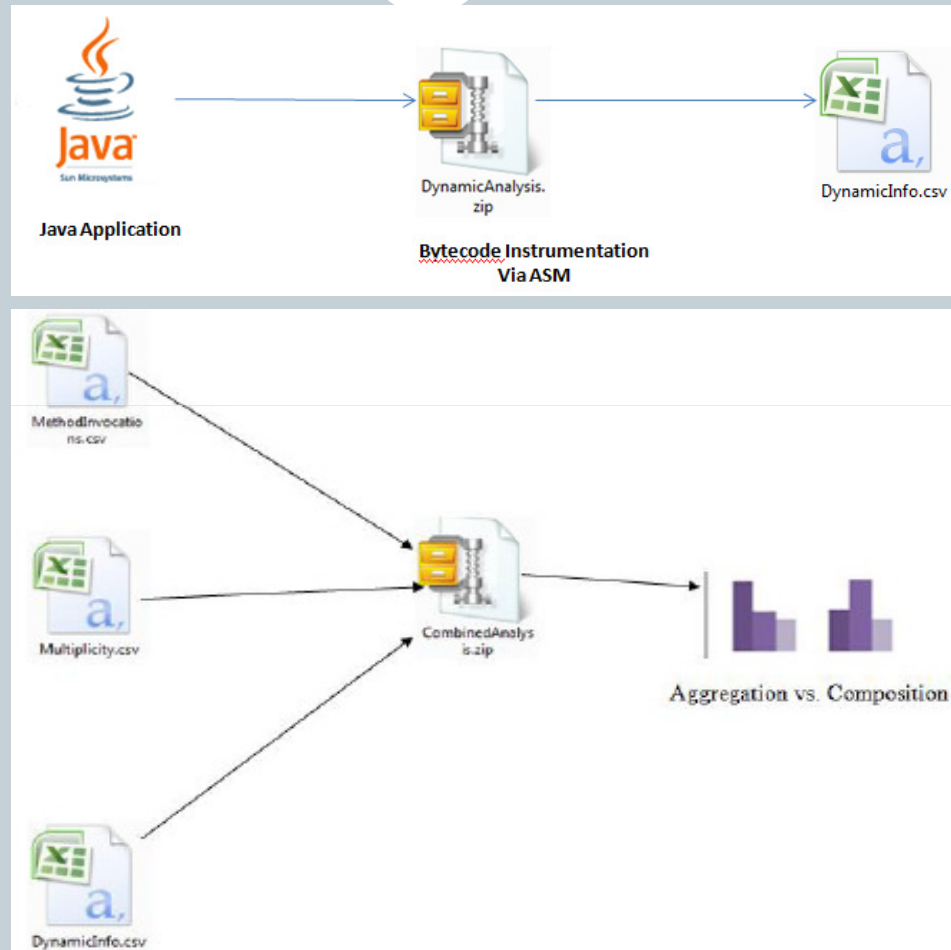 Java
Sun Microsystems
DynamicAnalysis.
zip
DynamicInfo.csv
Java Application
Bytecode Instrumentation
Via ASM
MethodInvocatio
ns.csv
Multiplicity.csv
CombinedAnalys
is.zip
Aggregation vs. Composition
DynamicInfo.csv